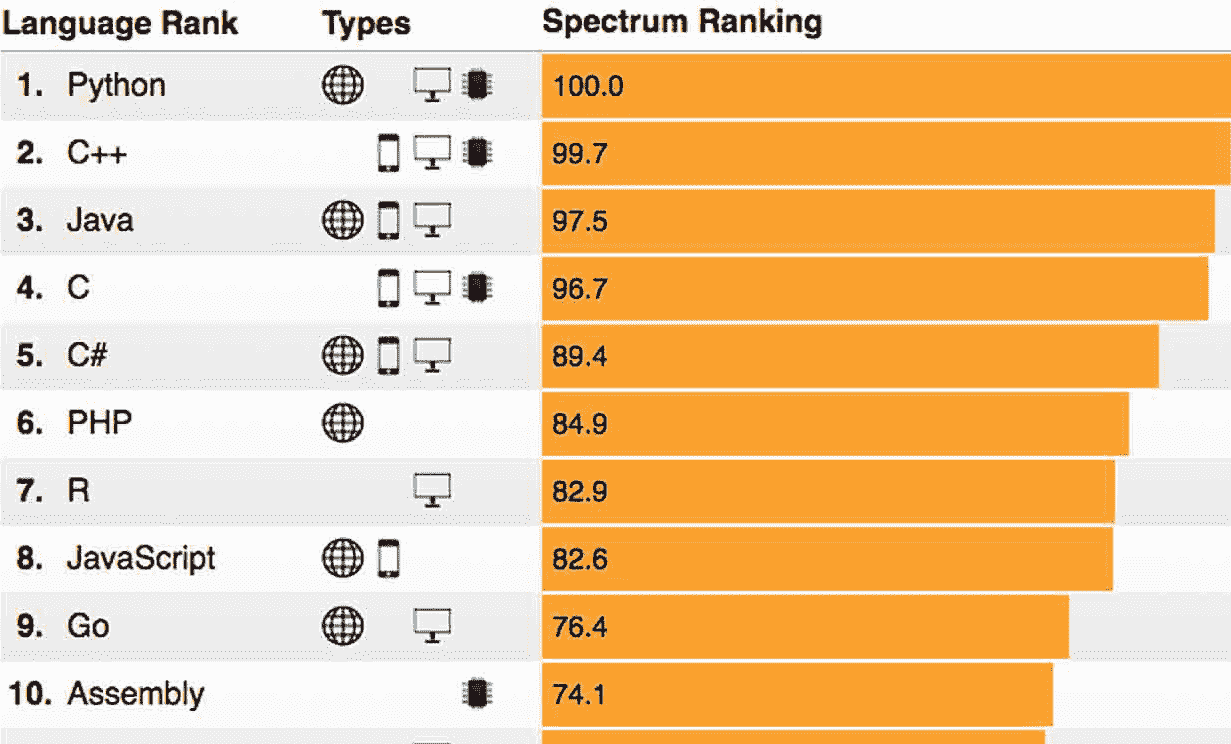 Language Rank Types Spectrum Ranking
1. Python 100.0
2. C++ 99.7
3. Java 97.5
4. C 96.7
5. C# 89.4
6. PHP 84.9
7. R 82.9
8. JavaScript 82.6
9. Go 76.4
10. Assembly 74.1